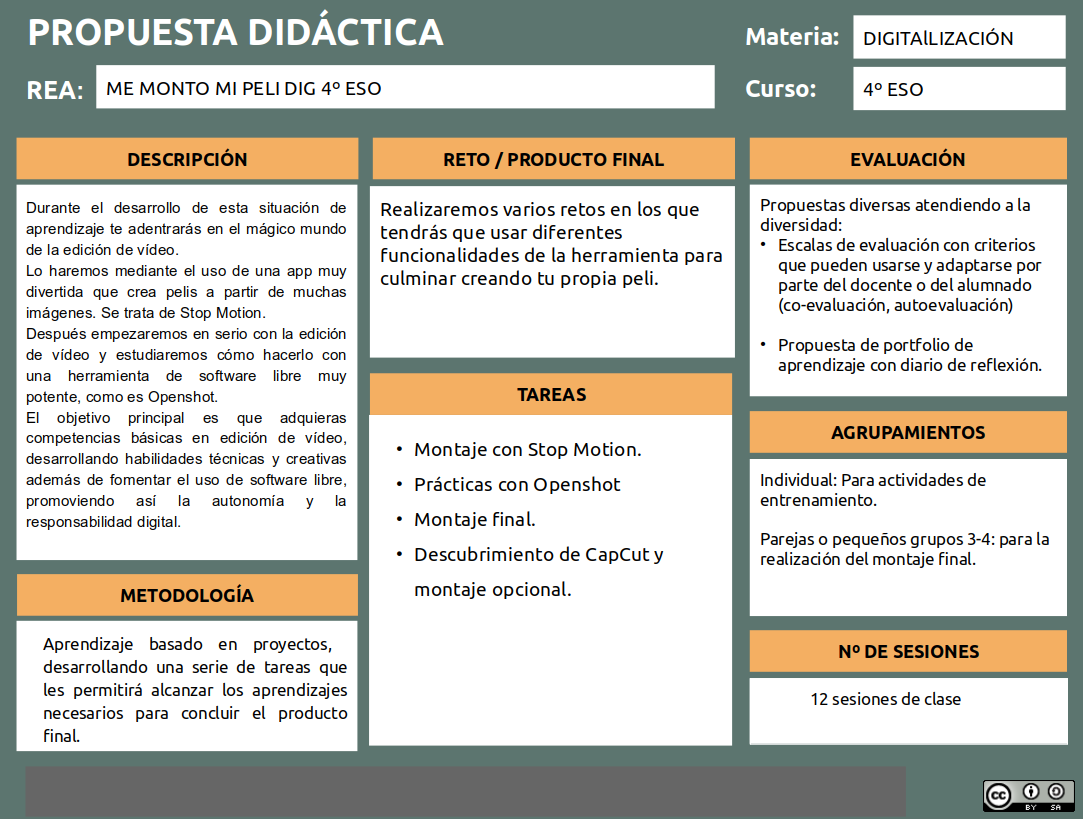 PROPUESTA DIDÁCTICA
Materia:
DIGITAlLIZACIÓN
REA:
ME MONTO MI PELI DIG 4º ESO
Curso:
4º ESO
DESCRIPCIÓN
Durante el desarrollo de esta situación de
aprendizaje te adentrarás en el mágico mundo
de la edición de vídeo.
Lo haremos mediante el uso de una app muy
divertida que crea pelis a partir de muchas
imágenes. Se trata de Stop Motion.
Después empezaremos en serio con la edición
de vídeo y estudiaremos cómo hacerlo con
una herramienta de software libre muy
potente, como es Openshot.
El objetivo principal es que adquieras
competencias básicas en edición de vídeo,
desarrollando habilidades técnicas y creativas
además de fomentar el uso de software libre,
promoviendo así la autonomía y la
responsabilidad digital.
METODOLOGÍA
Aprendizaje basado en proyectos,
desarrollando una serie de tareas que
les permitirá alcanzar los aprendizajes
necesarios para concluir el producto
final.
RETO / PRODUCTO FINAL
Realizaremos varios retos en los que
tendrás que usar diferentes
funcionalidades de la herramienta para
culminar creando tu propia peli.
TAREAS
• Montaje con Stop Motion.
• Prácticas con Openshot
• Montaje final.
• Descubrimiento de CapCut y
montaje opcional.
EVALUACIÓN
Propuestas diversas atendiendo a la
diversidad:
• Escalas de evaluación con criterios
que pueden usarse y adaptarse por
parte del docente o del alumnado
(co-evaluación, autoevaluación)
• Propuesta de portfolio de
aprendizaje con diario de reflexión.
AGRUPAMIENTOS
Individual: Para actividades de
entrenamiento.
Parejas o pequeños grupos 3-4: para la
realización del montaje final.
Nº DE SESIONES
12 sesiones de clase
cc
BY SA